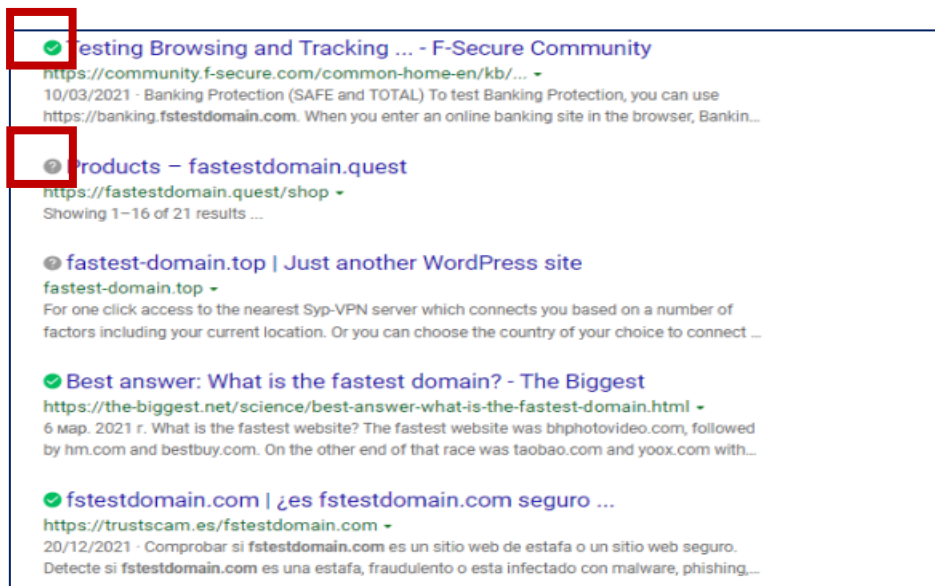 Testing Browsing and Tracking ... - F-Secure Community
https://community.f-secure.com/common-home-en/kb/...
10/03/2021 · Banking Protection (SAFE and TOTAL) To test Banking Protection, you can use
https://banking.fstestdomain.com. When you enter an online banking site in the browser, Bankin...
Products – fastestdomain.quest
https://fastestdomain.quest/shop
Showing 1–16 of 21 results ...
fastest-domain.top | Just another WordPress site
fastest-domain.top
For one click access to the nearest Syp-VPN server which connects you based on a number of
factors including your current location. Or you can choose the country of your choice to connect ...
Best answer: What is the fastest domain? - The Biggest
https://the-biggest.net/science/best-answer-what-is-the-fastest-domain.html
6 мар. 2021 г. What is the fastest website? The fastest website was bhphotovideo.com, followed
by hm.com and bestbuy.com. On the other end of that race was taobao.com and yoox.com with...
fstestdomain.com | ¿es fstestdomain.com seguro ...
https://trustscam.es/fstestdomain.com
20/12/2021 · Comprobar si fstestdomain.com es un sitio web de estafa o un sitio web seguro.
Detecte si fstestdomain.com es una estafa, fraudulento o esta infectado con malware, phishing,...